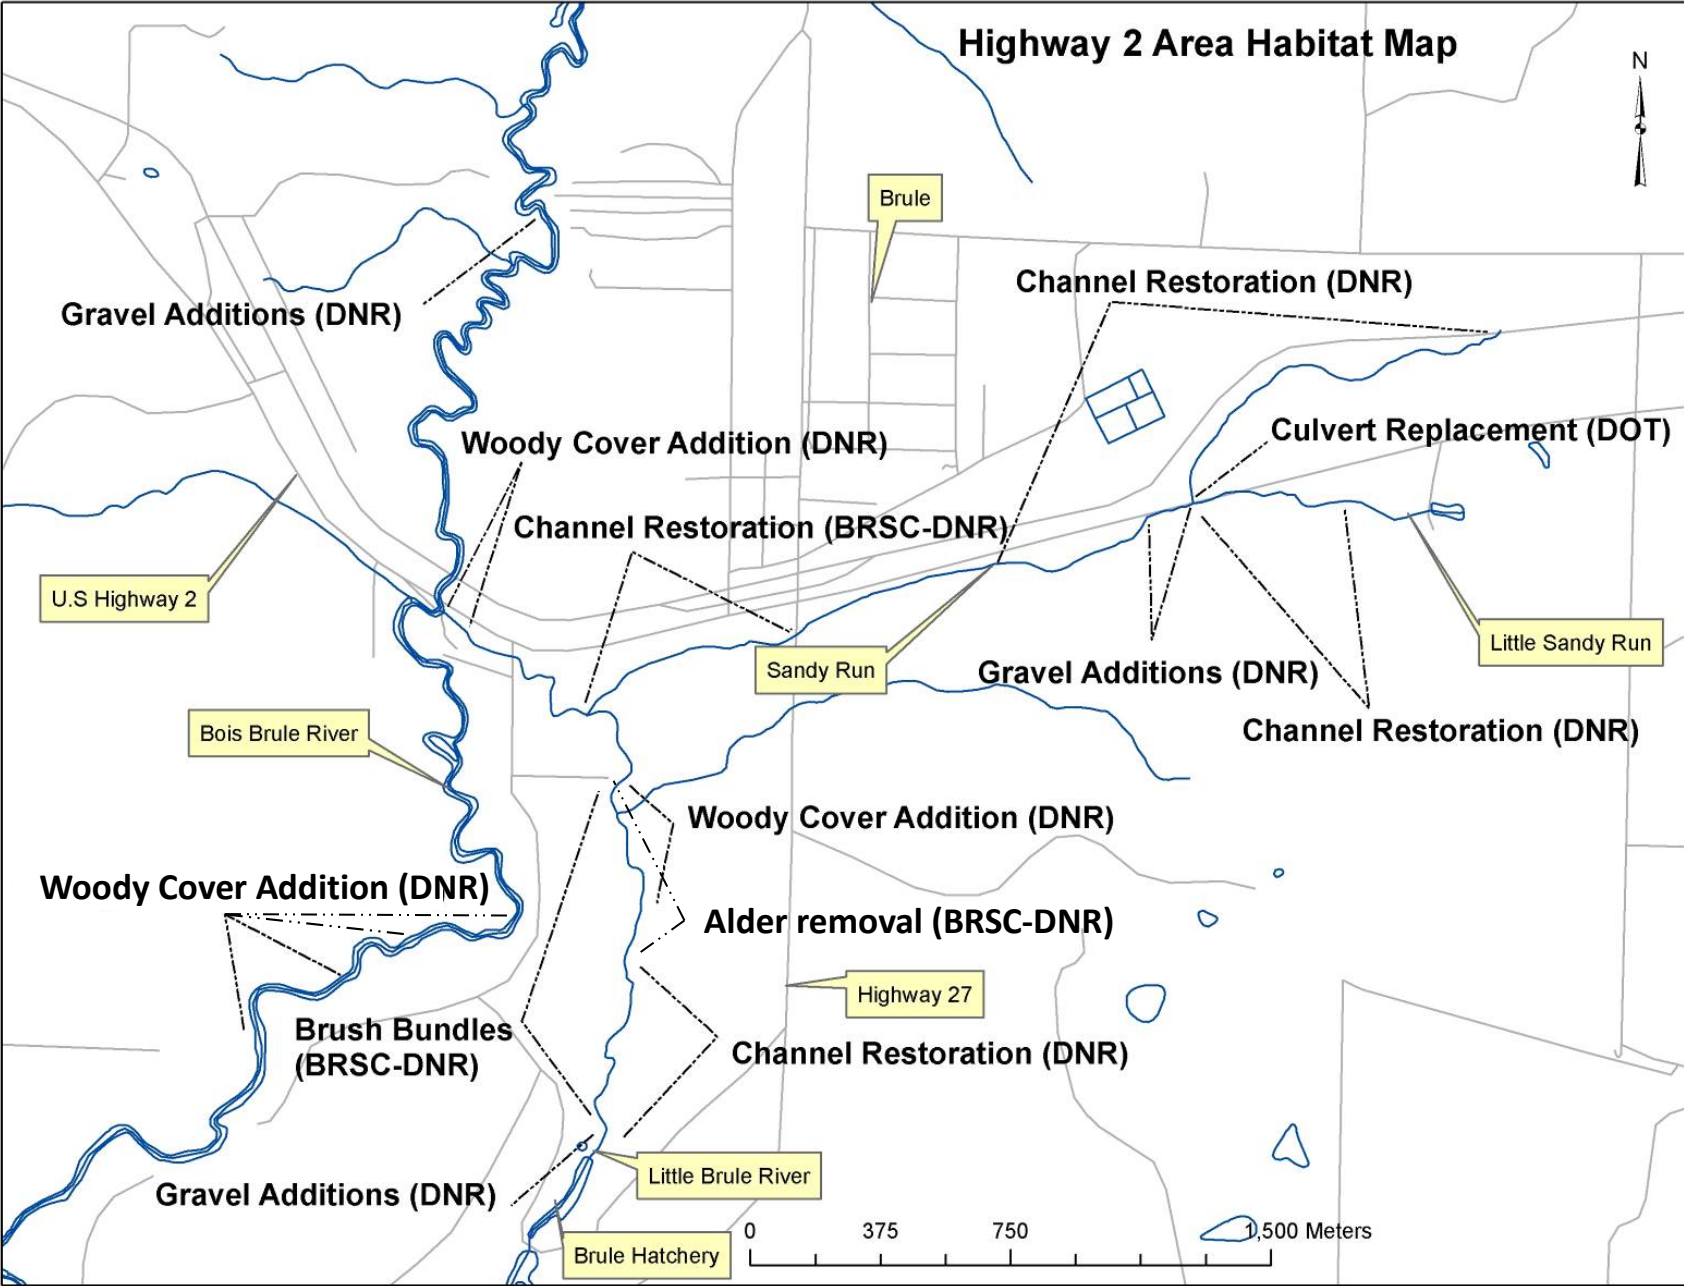 Highway 2 Area Habitat Map
N
Brule
Channel Restoration (DNR)
Gravel Additions (DNR)
Culvert Replacement (DOT)
Woody Cover Addition (DNR)
Channel Restoration (BRSC-DNR)
U.S Highway 2
Little Sandy Run
Sandy Run
Gravel Additions (DNR)
Bois Brule River
Channel Restoration (DNR)
Woody Cover Addition (DNR)
Woody Cover Addition (DNR)
Alder removal (BRSC-DNR)
Highway 27
Brush Bundles
(BRSC-DNR)
Channel Restoration (DNR)
Little Brule River
Gravel Additions (DNR)
0 375 750 1,500 Meters
Brule Hatchery